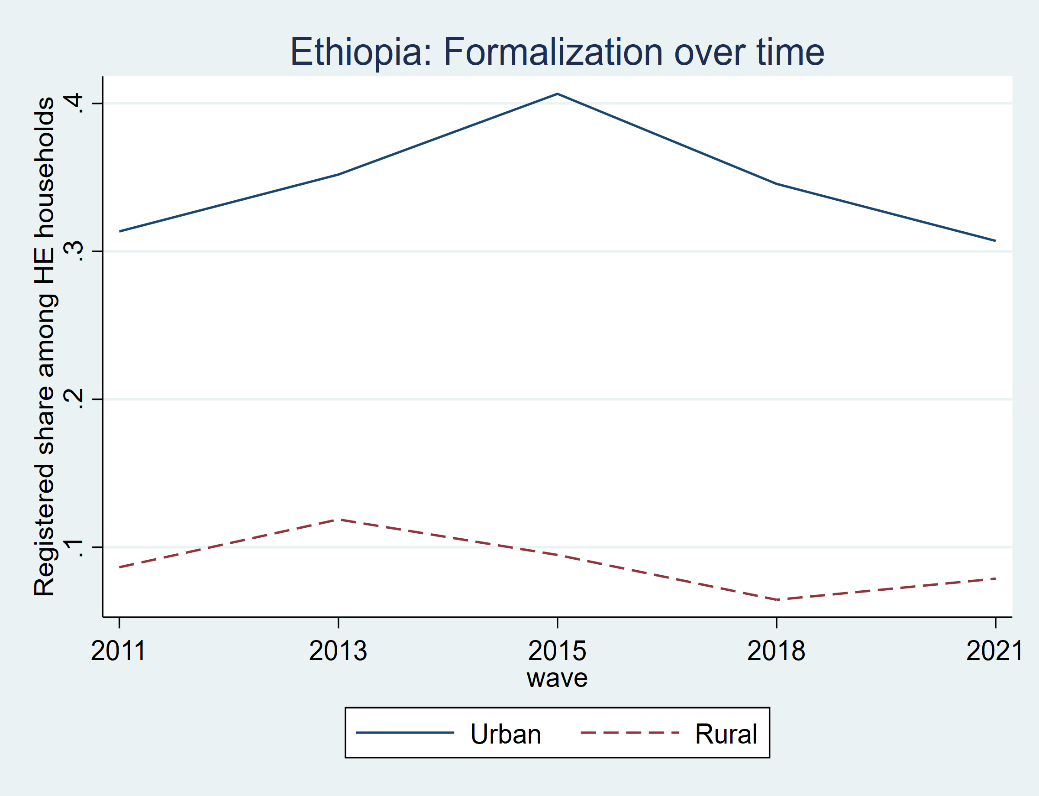 Ethiopia: Formalization over time
Registered share among HE households
.4
.3
.2
.1
2011 2013 2015 2018 2021
wave
Urban Rural